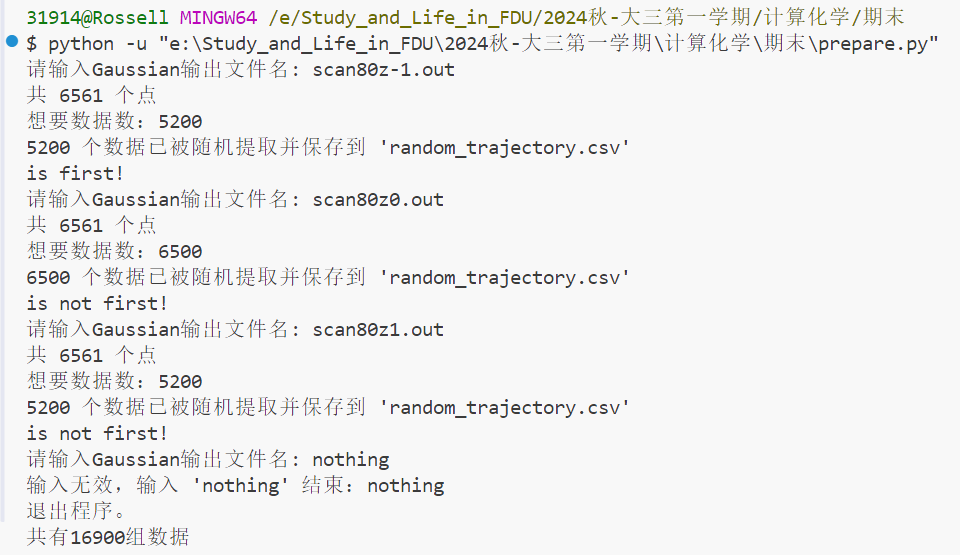 31914@Rossell MINGW64 /e/Study_and_Life_in_FDU/2024秋-大三第一学期/计算化学/期末
$ python -u "e:\Study_and_Life_in_FDU\2024秋-大三第一学期\计算化学\期末\prepare.py"
请输入Gaussian输出文件名: scan80z-1.out
共 6561 个点
想要数据数: 5200
5200 个数据已被随机提取并保存到 'random_trajectory.csv'
is first!
请输入Gaussian输出文件名: scan80z0.out
共 6561 个点
想要数据数: 6500
6500 个数据已被随机提取并保存到 'random_trajectory.csv'
is not first!
请输入Gaussian输出文件名: scan80z1.out
共 6561 个点
想要数据数: 5200
5200 个数据已被随机提取并保存到 'random_trajectory.csv'
is not first!
请输入Gaussian输出文件名: nothing
输入无效，输入 'nothing' 结束: nothing
退出程序。
共有16900组数据